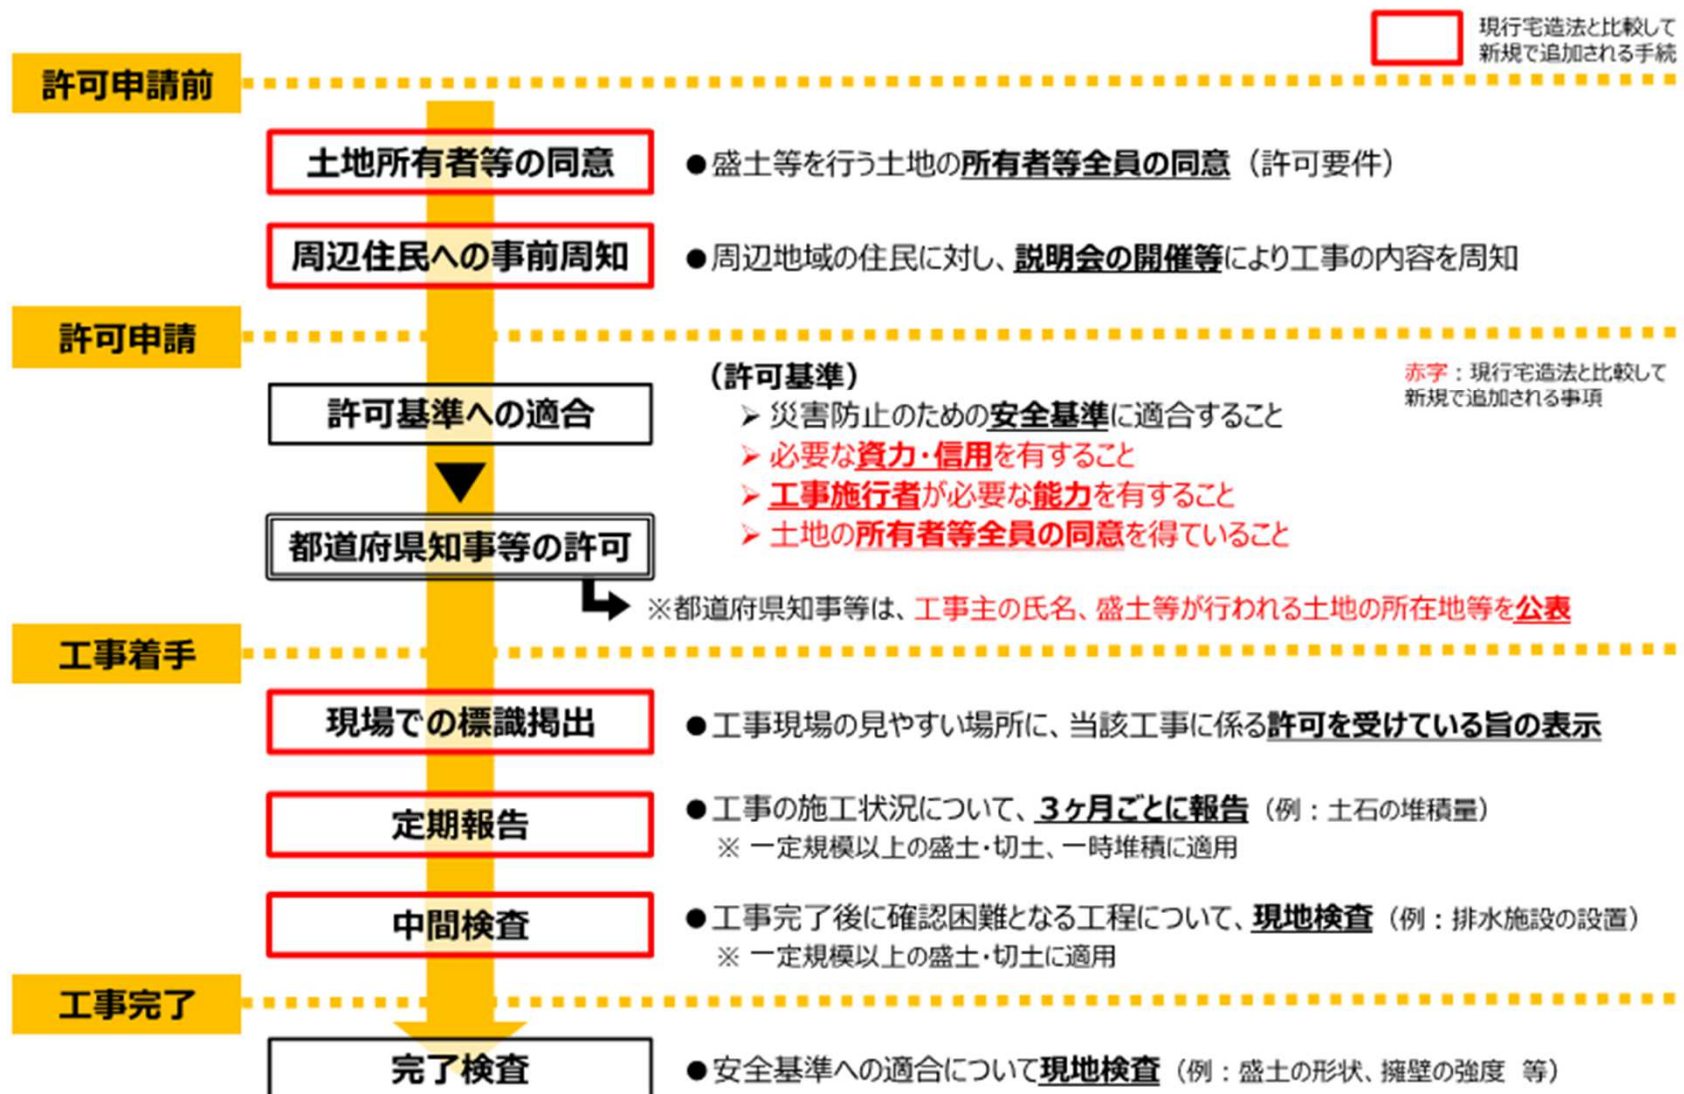 現行宅造法と比較して
新規で追加される手続
許可申請前
土地所有者等の同意
●盛土等を行う土地の所有者等全員の同意（許可要件）
周辺住民への事前周知
●周辺地域の住民に対し、説明会の開催等により工事の内容を周知
許可申請
（許可基準）
赤字：現行宅造法と比較して
新規で追加される事項
許可基準への適合
➢ 災害防止のための安全基準に適合すること
➢ 必要な資力・信用を有すること
➢ 工事施行者が必要な能力を有すること
➢ 土地の所有者等全員の同意を得ていること
都道府県知事等の許可
※都道府県知事等は、工事主の氏名、盛土等が行われる土地の所在地等を公表
工事着手
現場での標識掲出
●工事現場の見やすい場所に、当該工事に係る許可を受けている旨の表示
定期報告
●工事の施工状況について、３ヶ月ごとに報告（例：土石の堆積量）
※ 一定規模以上の盛土・切土、一時堆積に適用
中間検査
●工事完了後に確認困難となる工程について、現地検査（例：排水施設の設置）
※ 一定規模以上の盛土・切土に適用
工事完了
完了検査
●安全基準への適合について現地検査（例：盛土の形状、擁壁の強度 等）